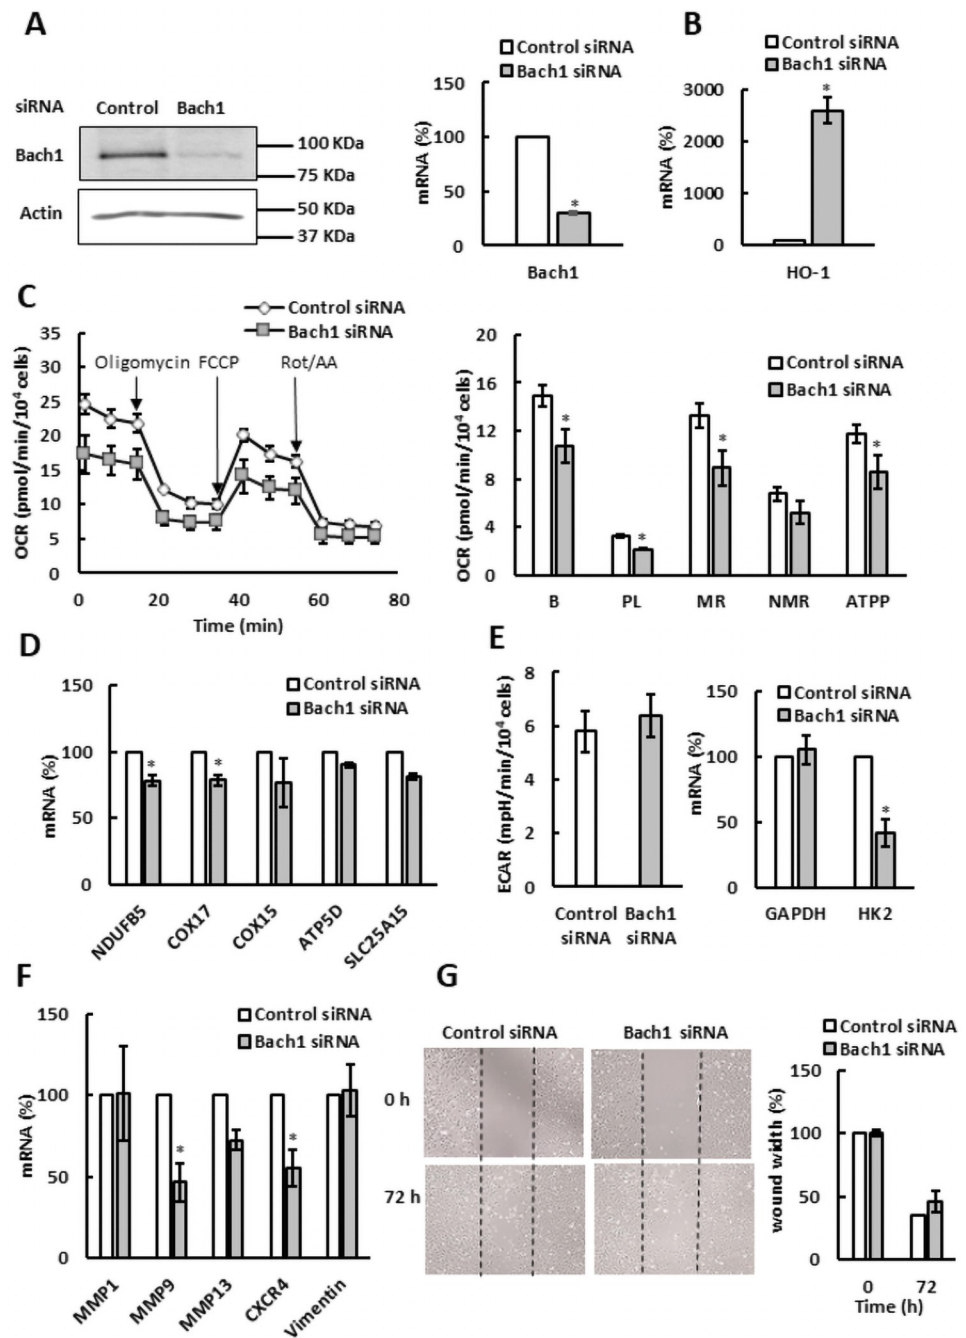 A
siRNA Control Bach1
Bach1
100 KDa
75 KDa
Actin
50 KDa
37 KDa
Control siRNA
Bach1 siRNA
mRNA (%)
150
100
50
0
*
Bach1
B
Control siRNA
Bach1 siRNA
mRNA (%)
3000
2000
1000
0
*
HO-1
C
Control siRNA
Bach1 siRNA
OCR (pmol/min/10⁴ cells)
35
30
25
20
15
10
5
0
Oligomycin FCCP Rot/AA
0 20 40 60 80
Time (min)
OCR (pmol/min/10⁴ cells)
20
16
12
8
4
0
Control siRNA
Bach1 siRNA
* * * *
B PL MR NMR ATPP
D
Control siRNA
Bach1 siRNA
mRNA (%)
150
100
50
0
* *
NDUFB5 COX17 COX15 ATP5D SLC25A15
E
ECAR (mpH/min/10⁴ cells)
8
6
4
2
0
Control siRNA
Bach1 siRNA
mRNA (%)
150
100
50
0
Control siRNA
Bach1 siRNA
*
GAPDH HK2
F
mRNA (%)
150
100
50
0
Control siRNA
Bach1 siRNA
* *
MMP1 MMP9 MMP13 CXCR4 Vimentin
G
Control siRNA Bach1 siRNA
0 h
72 h
Control siRNA
Bach1 siRNA
wound width (%)
150
100
50
0
0 72
Time (h)